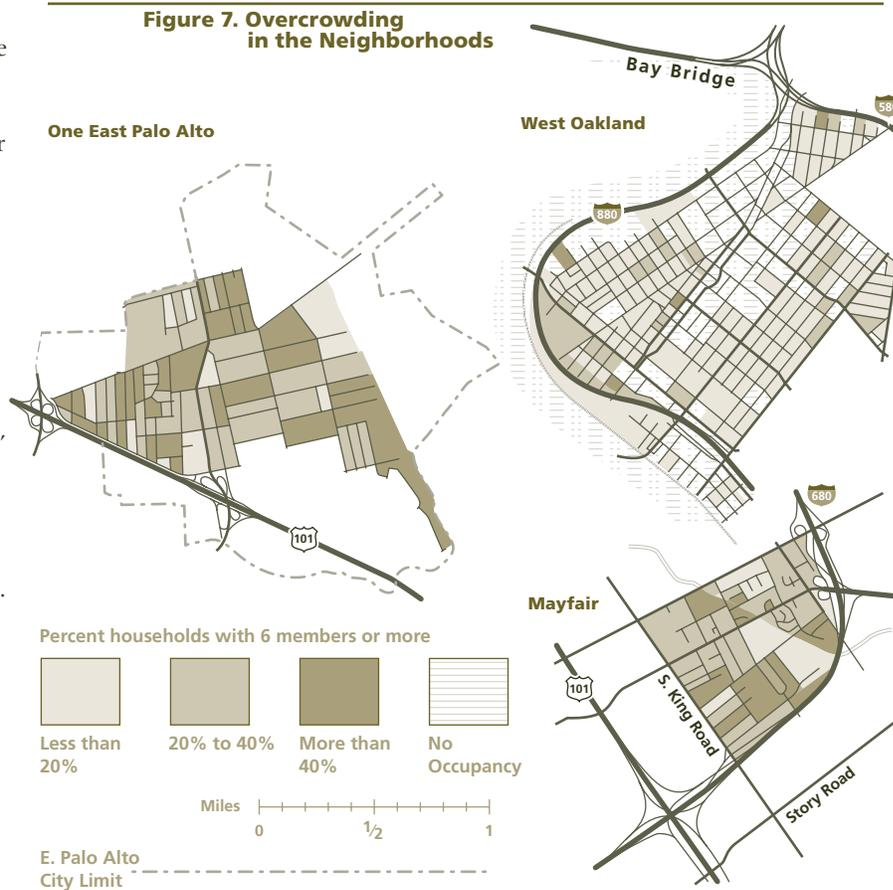 Figure 7. Overcrowding
in the Neighborhoods
e
r
,
.
One East Palo Alto
101
Bay Bridge
West Oakland
580
880
680
Mayfair
101
S. King Road
Story Road
Percent households with 6 members or more
Less than
20%
20% to 40%
More than
40%
No
Occupancy
Miles
0
1/2
1
E. Palo Alto
City Limit